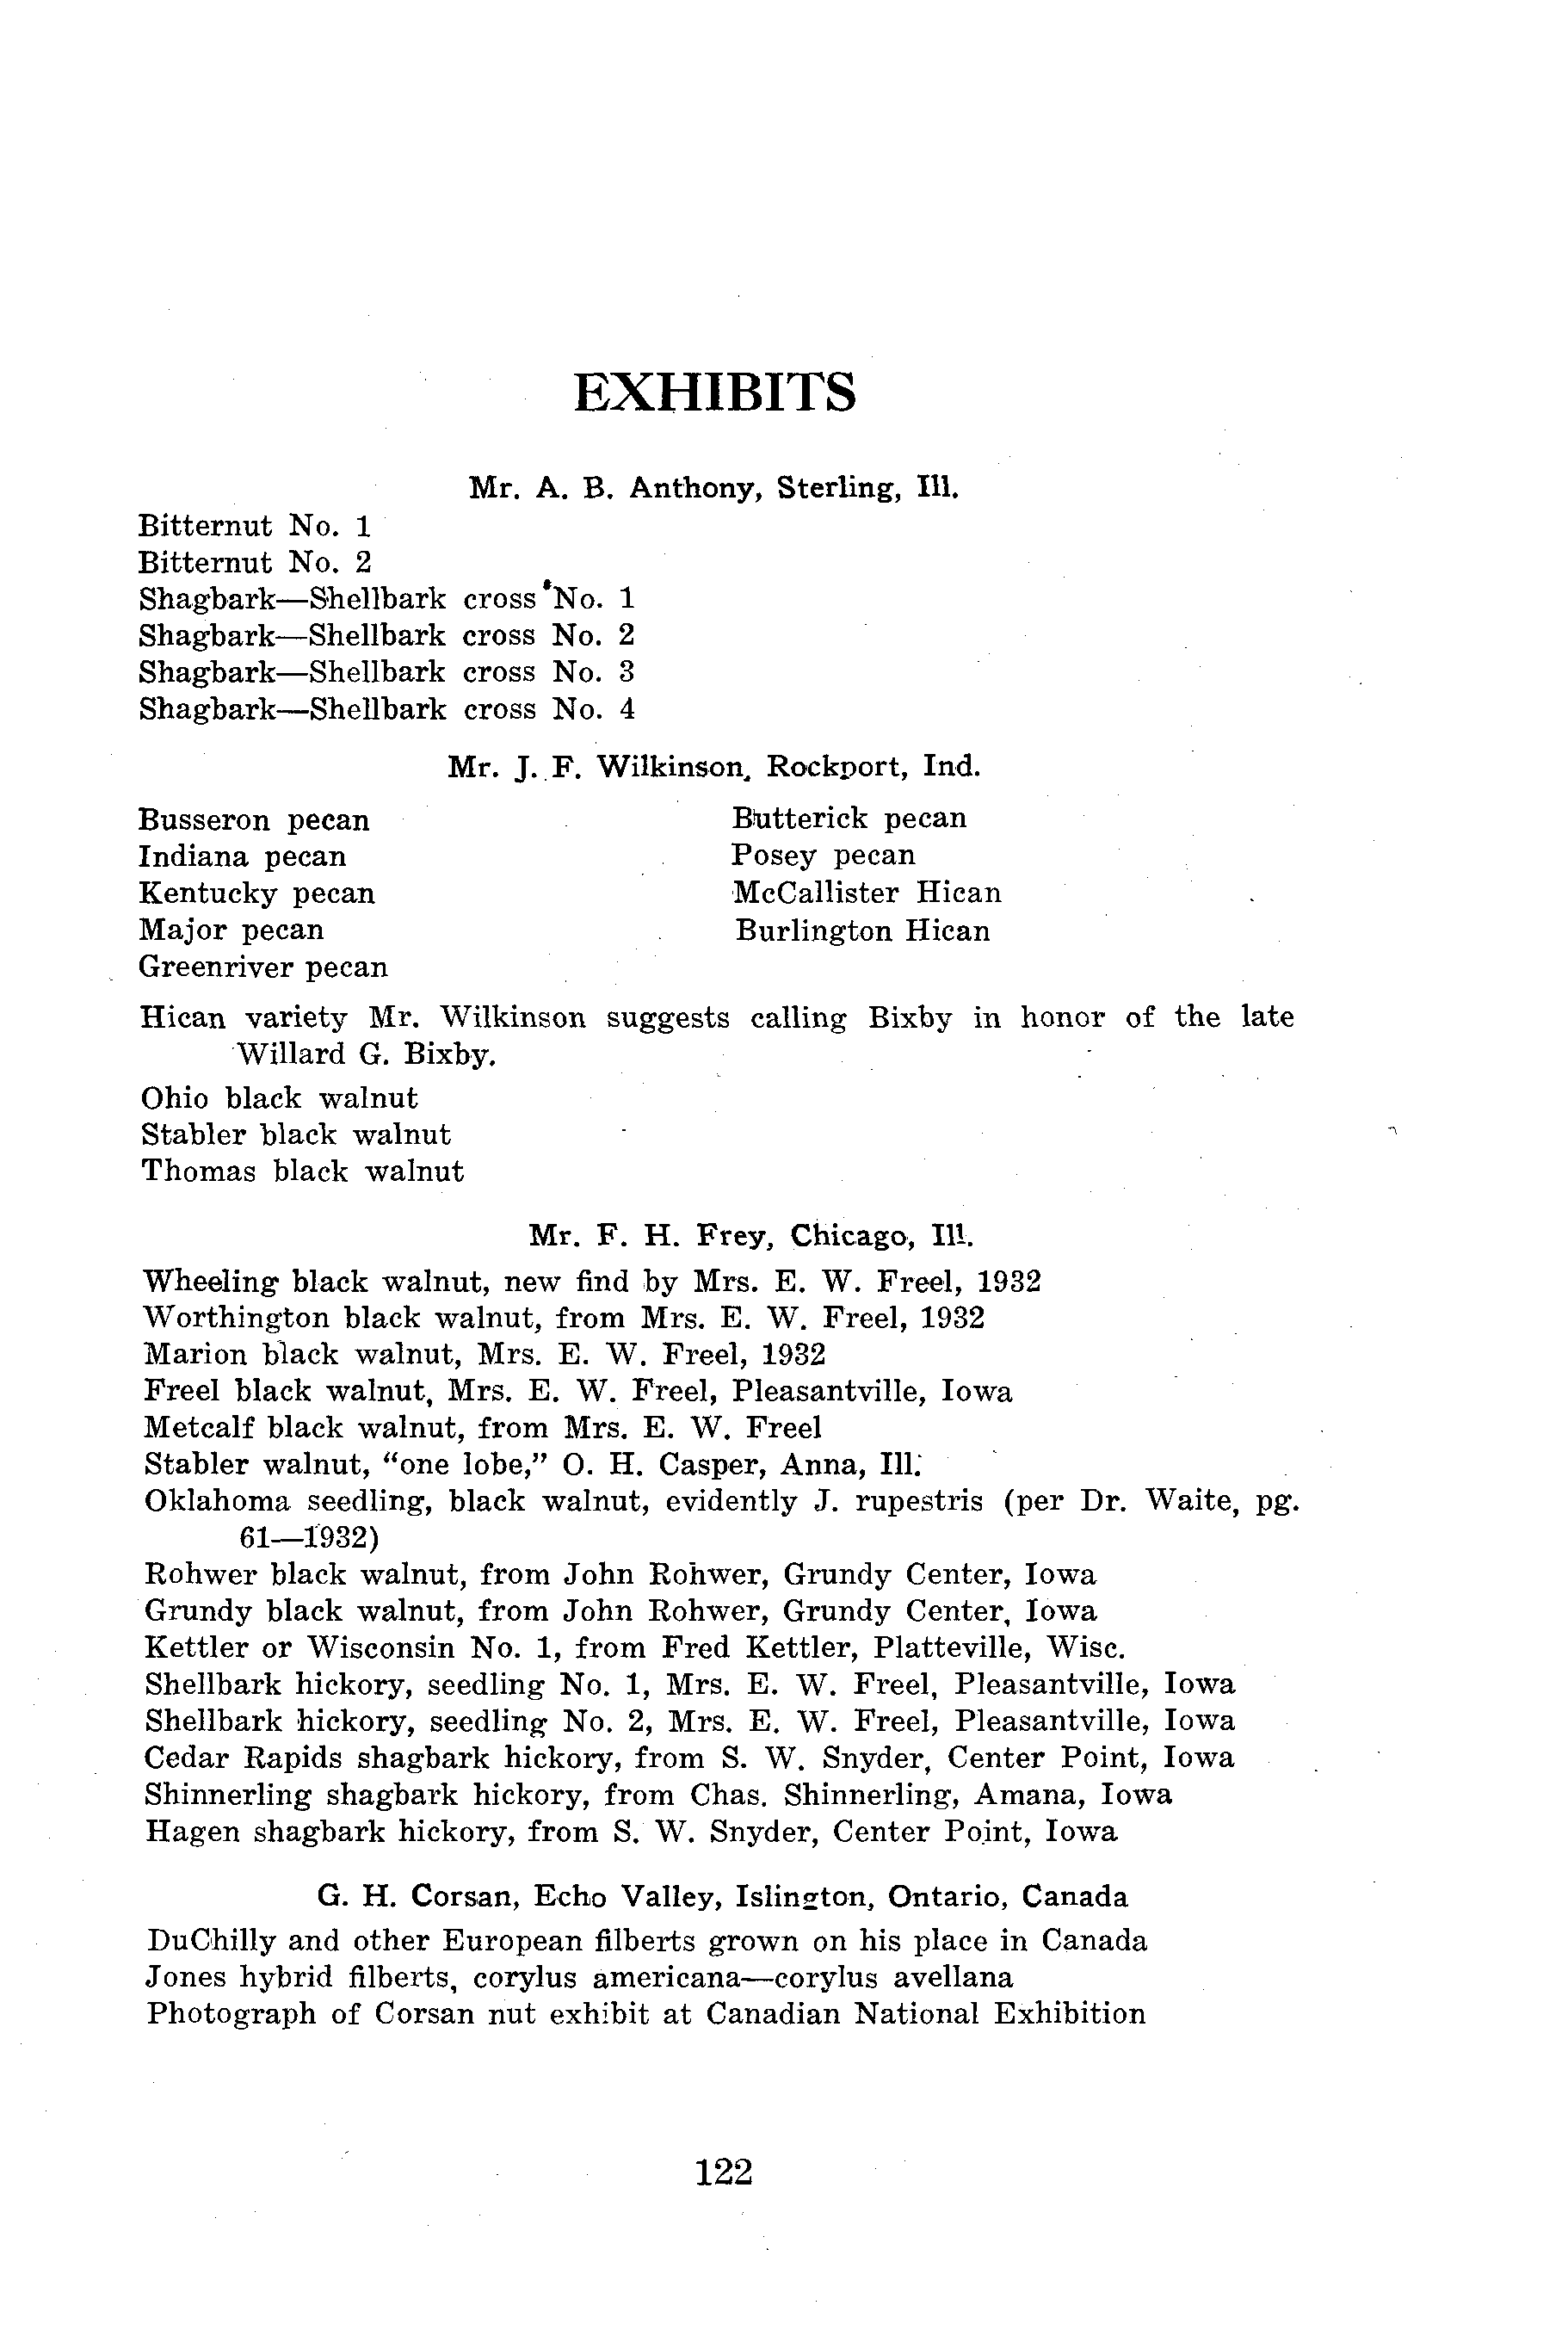 EXHIBITS
Mr. A. B. Anthony, Sterling, Ill.
Bitternut No. 1
Bitternut No. 2
Shagbark—Shellbark cross No. 1
Shagbark—Shellbark cross No. 2
Shagbark—Shellbark cross No. 3
Shagbark—Shellbark cross No. 4
Mr. J. F. Wilkinson, Rockport, Ind.
Busseron pecan
Indiana pecan
Kentucky pecan
Major pecan
Greenriver pecan
Butterick pecan
Posey pecan
McCallister Hican
Burlington Hican
Hican variety Mr. Wilkinson suggests calling Bixby in honor of the late
Willard G. Bixby.
Ohio black walnut
Stabler black walnut
Thomas black walnut
Mr. F. H. Frey, Chicago, Ill.
Wheeling black walnut, new find by Mrs. E. W. Freel, 1932
Worthington black walnut, from Mrs. E. W. Freel, 1932
Marion black walnut, Mrs. E. W. Freel, 1932
Freel black walnut, Mrs. E. W. Freel, Pleasantville, Iowa
Metcalf black walnut, from Mrs. E. W. Freel
Stabler walnut, “one lobe,” O. H. Casper, Anna, Ill.
Oklahoma seedling, black walnut, evidently J. rupestris (per Dr. Waite, pg.
61—1932)
Rohwer black walnut, from John Rohwer, Grundy Center, Iowa
Grundy black walnut, from John Rohwer, Grundy Center, Iowa
Kettler or Wisconsin No. 1, from Fred Kettler, Platteville, Wisc.
Shellbark hickory, seedling No. 1, Mrs. E. W. Freel, Pleasantville, Iowa
Shellbark hickory, seedling No. 2, Mrs. E. W. Freel, Pleasantville, Iowa
Cedar Rapids shagbark hickory, from S. W. Snyder, Center Point, Iowa
Shinnerling shagbark hickory, from Chas. Shinnerling, Amana, Iowa
Hagen shagbark hickory, from S. W. Snyder, Center Point, Iowa
G. H. Corsan, Echo Valley, Islington, Ontario, Canada
DuChilly and other European filberts grown on his place in Canada
Jones hybrid filberts, corylus americana—corylus avellana
Photograph of Corsan nut exhibit at Canadian National Exhibition
122